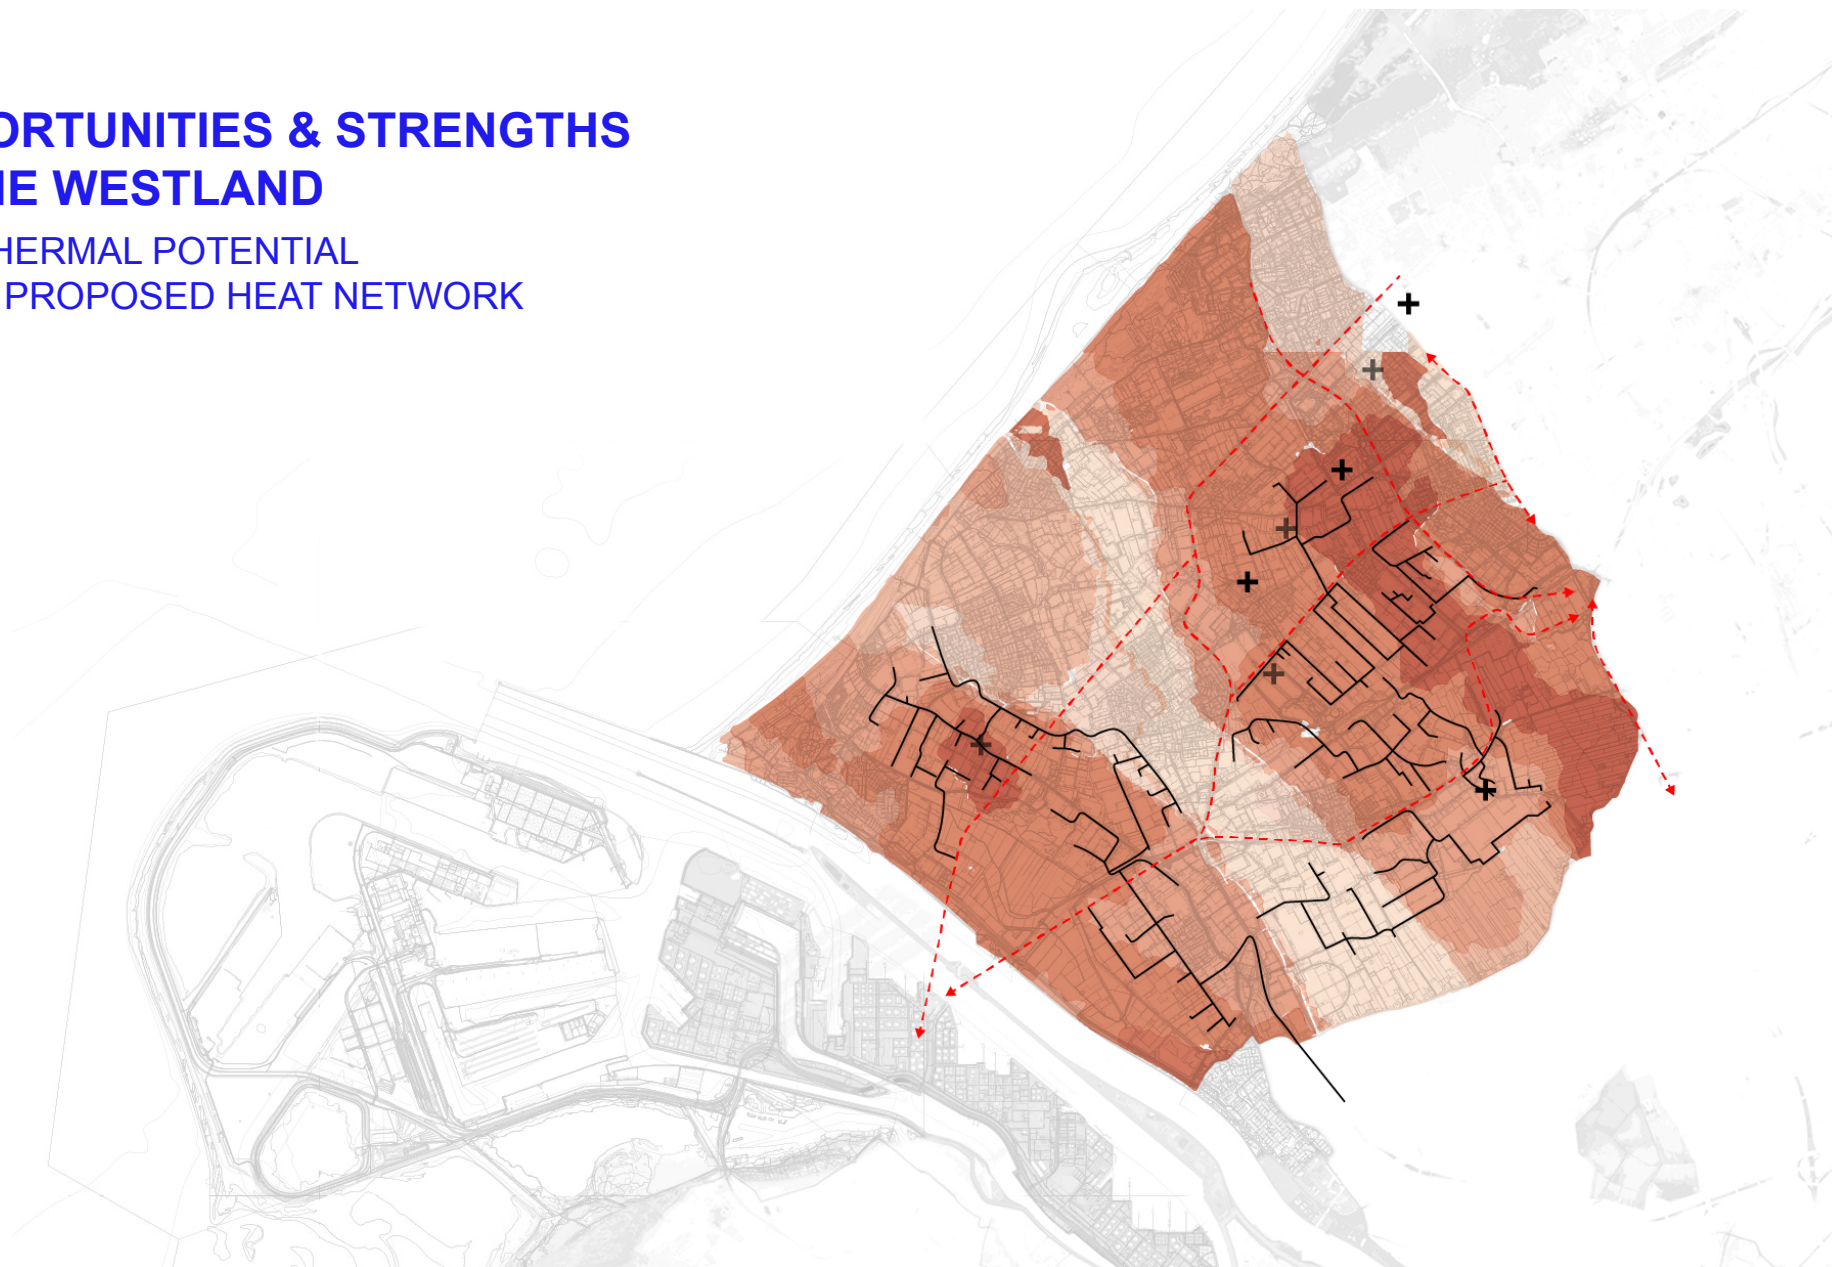 ORTUNITIES & STRENGTHS
IE WESTLAND
HERMAL POTENTIAL
PROPOSED HEAT NETWORK